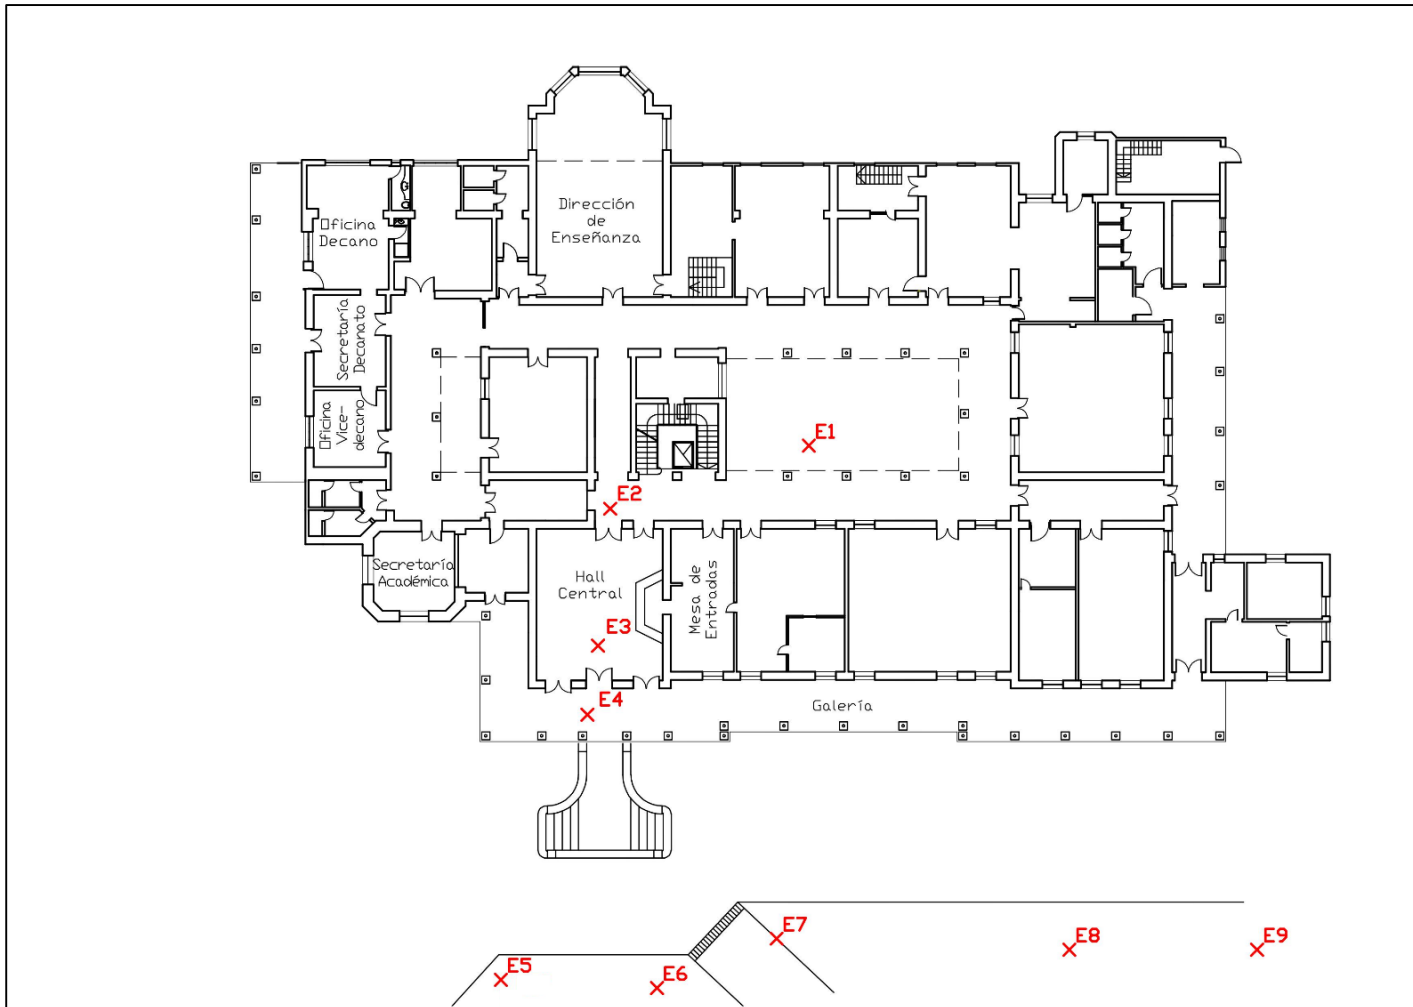 Dirección
de
Enseñanza
Oficina
Decano
Secretaría
Decanato
Oficina
Vice-
decano
E1
E2
Secretaría
Académica
Hall
Central
Mesa de
Entradas
E3
E4
Galería
E5
E6
E7
E8
E9